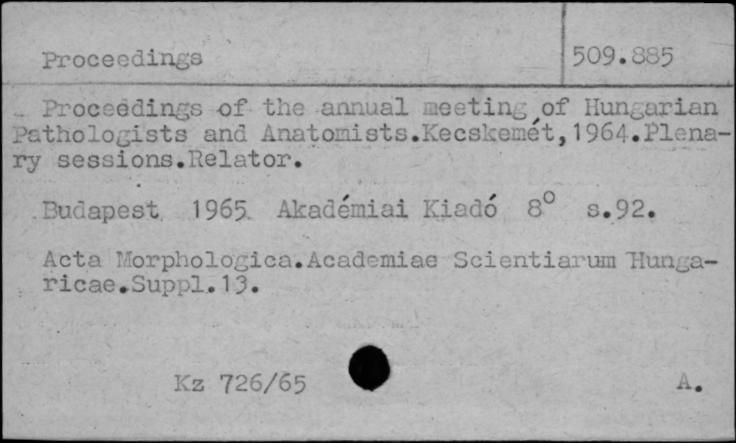 Proceedings 509.885
Proceedings of the annual meeting of Hungarian
Pathologists and Anatomists.Kecskemét,1964.Plena-
ry sessions.Relator.
Budapest 1965 Akadémiai Kiadó 8° s.92.
Acta Morphologica.Academiae Scientiarum Hunga-
ricae.Suppl.13.
Kz 726/65 A.